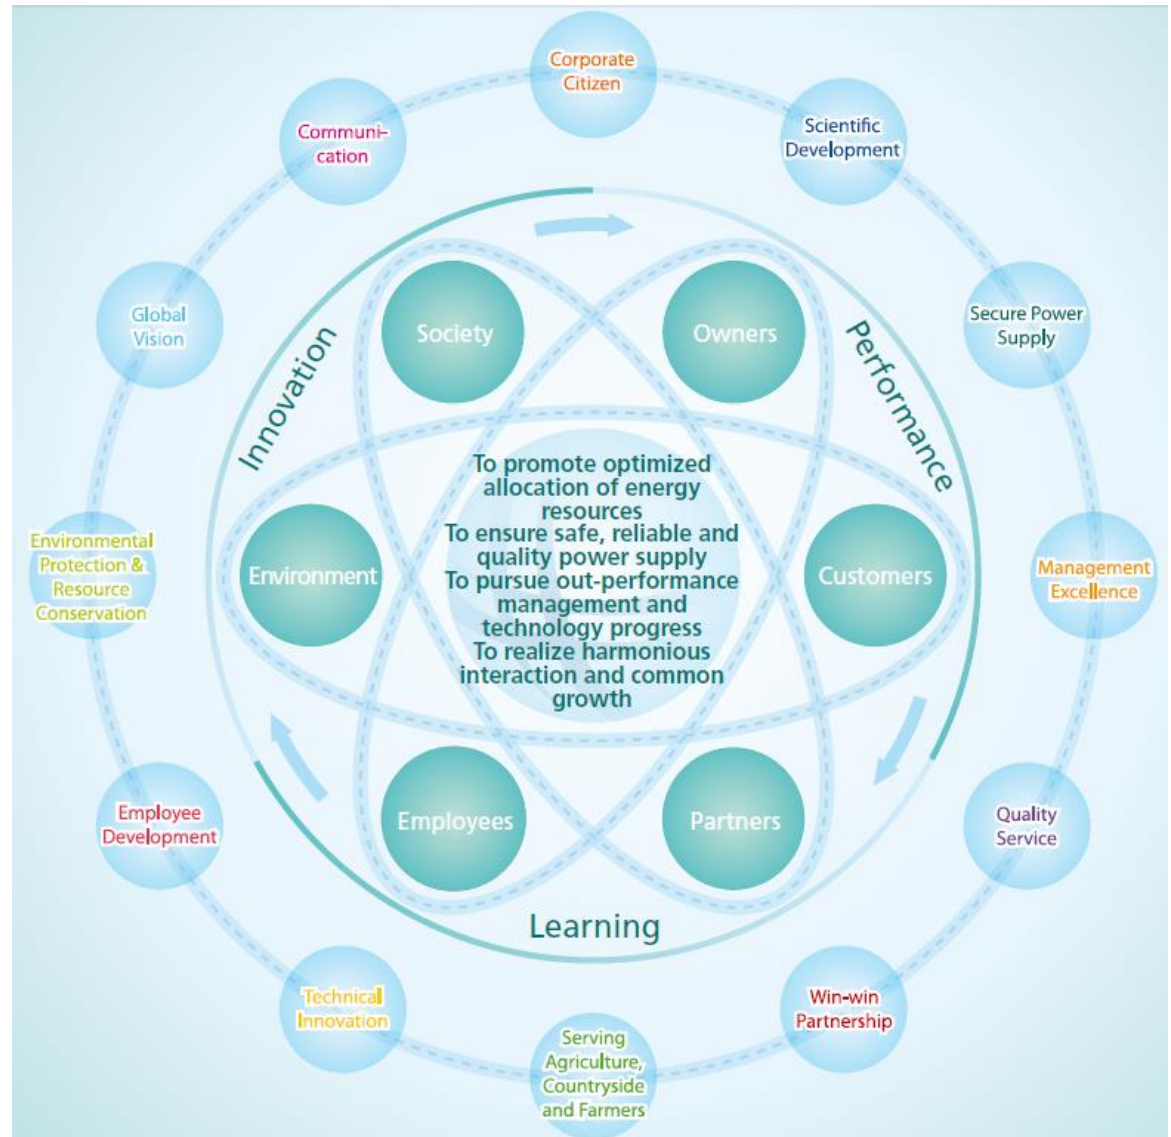 Corporate
Citizen
Scientific
Development
Secure Power
Supply
Management
Excellence
Quality
Service
Win-win
Partnership
Serving
Agriculture,
Countryside
and Farmers
Technical
Innovation
Employee
Development
Environmental
Protection &
Resource
Conservation
Global
Vision
Communi-
cation
Innovation
Performance
Learning
Society
Owners
Customers
Partners
Employees
Environment
To promote optimized
allocation of energy
resources
To ensure safe, reliable and
quality power supply
To pursue out-performance
management and
technology progress
To realize harmonious
interaction and common
growth